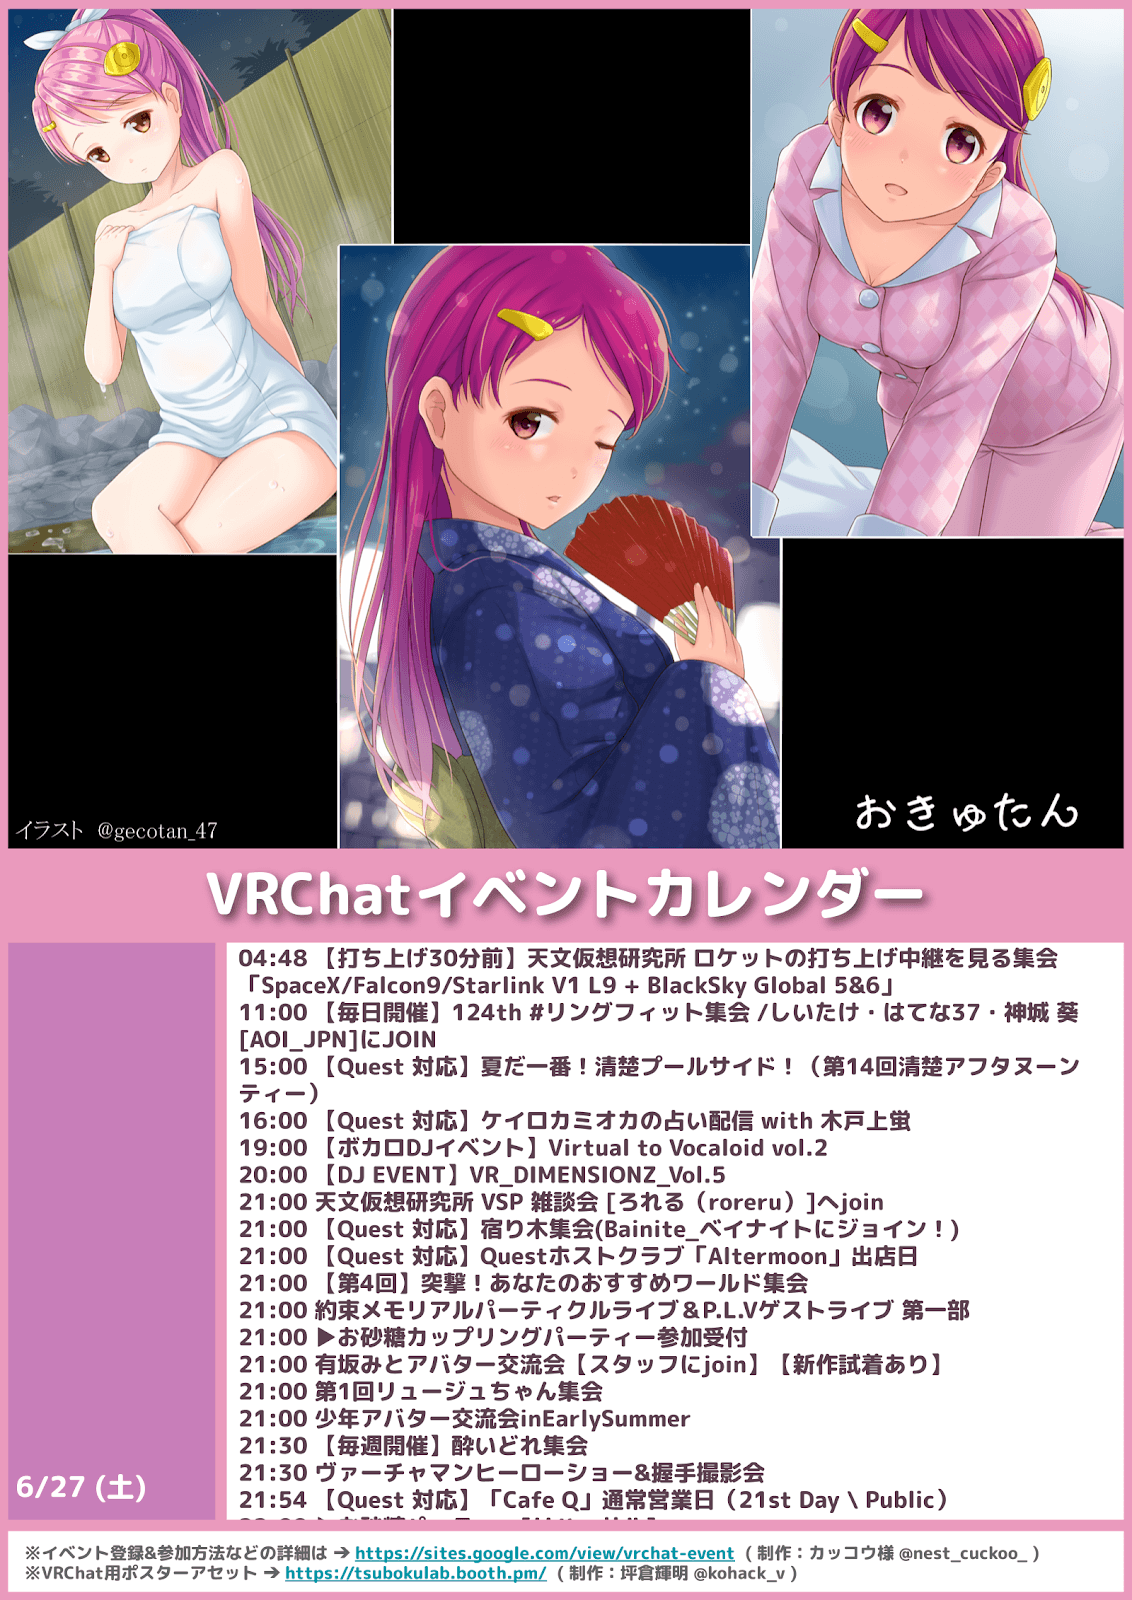 イラスト @gecotan_47
おきゅたん
VRChatイベントカレンダー
04:48 【打ち上げ30分前】天文仮想研究所 ロケットの打ち上げ中継を見る集会
「SpaceX/Falcon9/Starlink V1 L9 + BlackSky Global 5&6」
11:00 【毎日開催】124th #リングフィット集会 /しいたけ・はてな37・神城 葵
[AOI_JPN]にJOIN
15:00 【Quest 対応】夏だ一番！清楚プールサイド！（第14回清楚アフタヌーン
ティー）
16:00 【Quest 対応】ケイロカミオカの占い配信 with 木戸上蛍
19:00 【ボカロDJイベント】Virtual to Vocaloid vol.2
20:00 【DJ EVENT】VR_DIMENSIONZ_Vol.5
21:00 天文仮想研究所 VSP 雑談会 [ろれる（roreru）]へjoin
21:00 【Quest 対応】宿り木集会(Bainite_ベイナイトにジョイン！)
21:00 【Quest 対応】Questホストクラブ「Altermoon」出店日
21:00 【第4回】突撃！あなたのおすすめワールド集会
21:00 約束メモリアルパーティクルライブ＆P.L.Vゲストライブ 第一部
21:00 ▶お砂糖カップリングパーティー参加受付
21:00 有坂みとアバター交流会【スタッフにjoin】【新作試着あり】
21:00 第1回リュージュちゃん集会
21:00 少年アバター交流会inEarlySummer
21:30 【毎週開催】酔いどれ集会
21:30 ヴァーチャマンヒーローショー&握手撮影会
21:54 【Quest 対応】「Cafe Q」通常営業日（21st Day \ Public）
6/27 (土)
※イベント登録&参加方法などの詳細は ➔ https://sites.google.com/view/vrchat-event （ 制作：カッコウ様 @nest_cuckoo_ ）
※VRChat用ポスターアセット ➔ https://tsubokulab.booth.pm/ （ 制作：坪倉輝明 @kohack_v ）